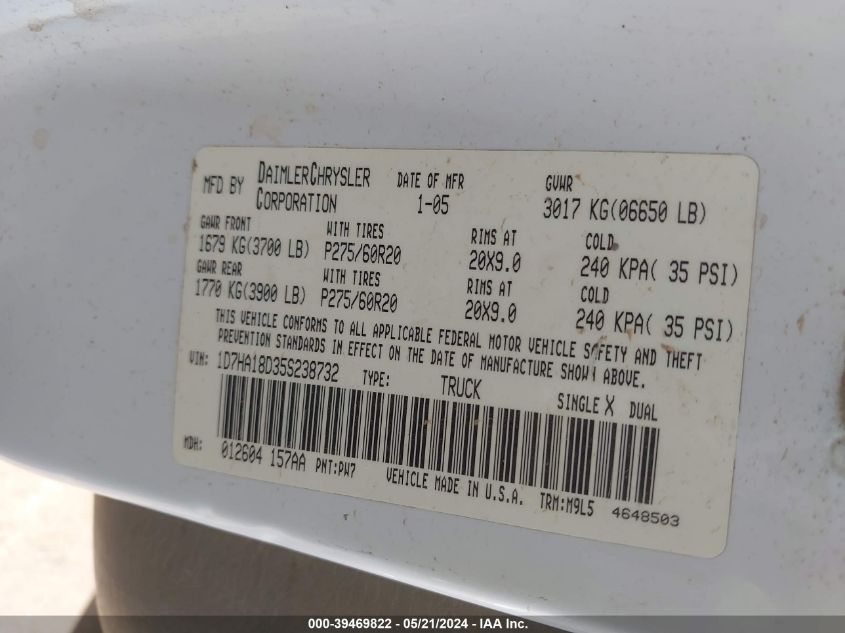 MFD BY DAIMLERCHRYSLER CORPORATION DATE OF MFR 1-05 GVWR 3017 KG(06650 LB)
GAWR FRONT WITH TIRES RIMS AT COLD
1679 KG(3700 LB) P275/60R20 20X9.0 240 KPA( 35 PSI)
GAWR REAR WITH TIRES RIMS AT COLD
1770 KG(3900 LB) P275/60R20 20X9.0 240 KPA( 35 PSI)
THIS VEHICLE CONFORMS TO ALL APPLICABLE FEDERAL MOTOR VEHICLE SAFETY AND THEFT
PREVENTION STANDARDS IN EFFECT ON THE DATE OF MANUFACTURE SHOWN ABOVE.
VIN: 1D7HA18D35S238732 TYPE: TRUCK SINGLE X DUAL
MDH: 012604 157AA PNT:PW7 VEHICLE MADE IN U.S.A. TRM:M9L5 4648503
000-39469822 - 05/21/2024 - IAA Inc.